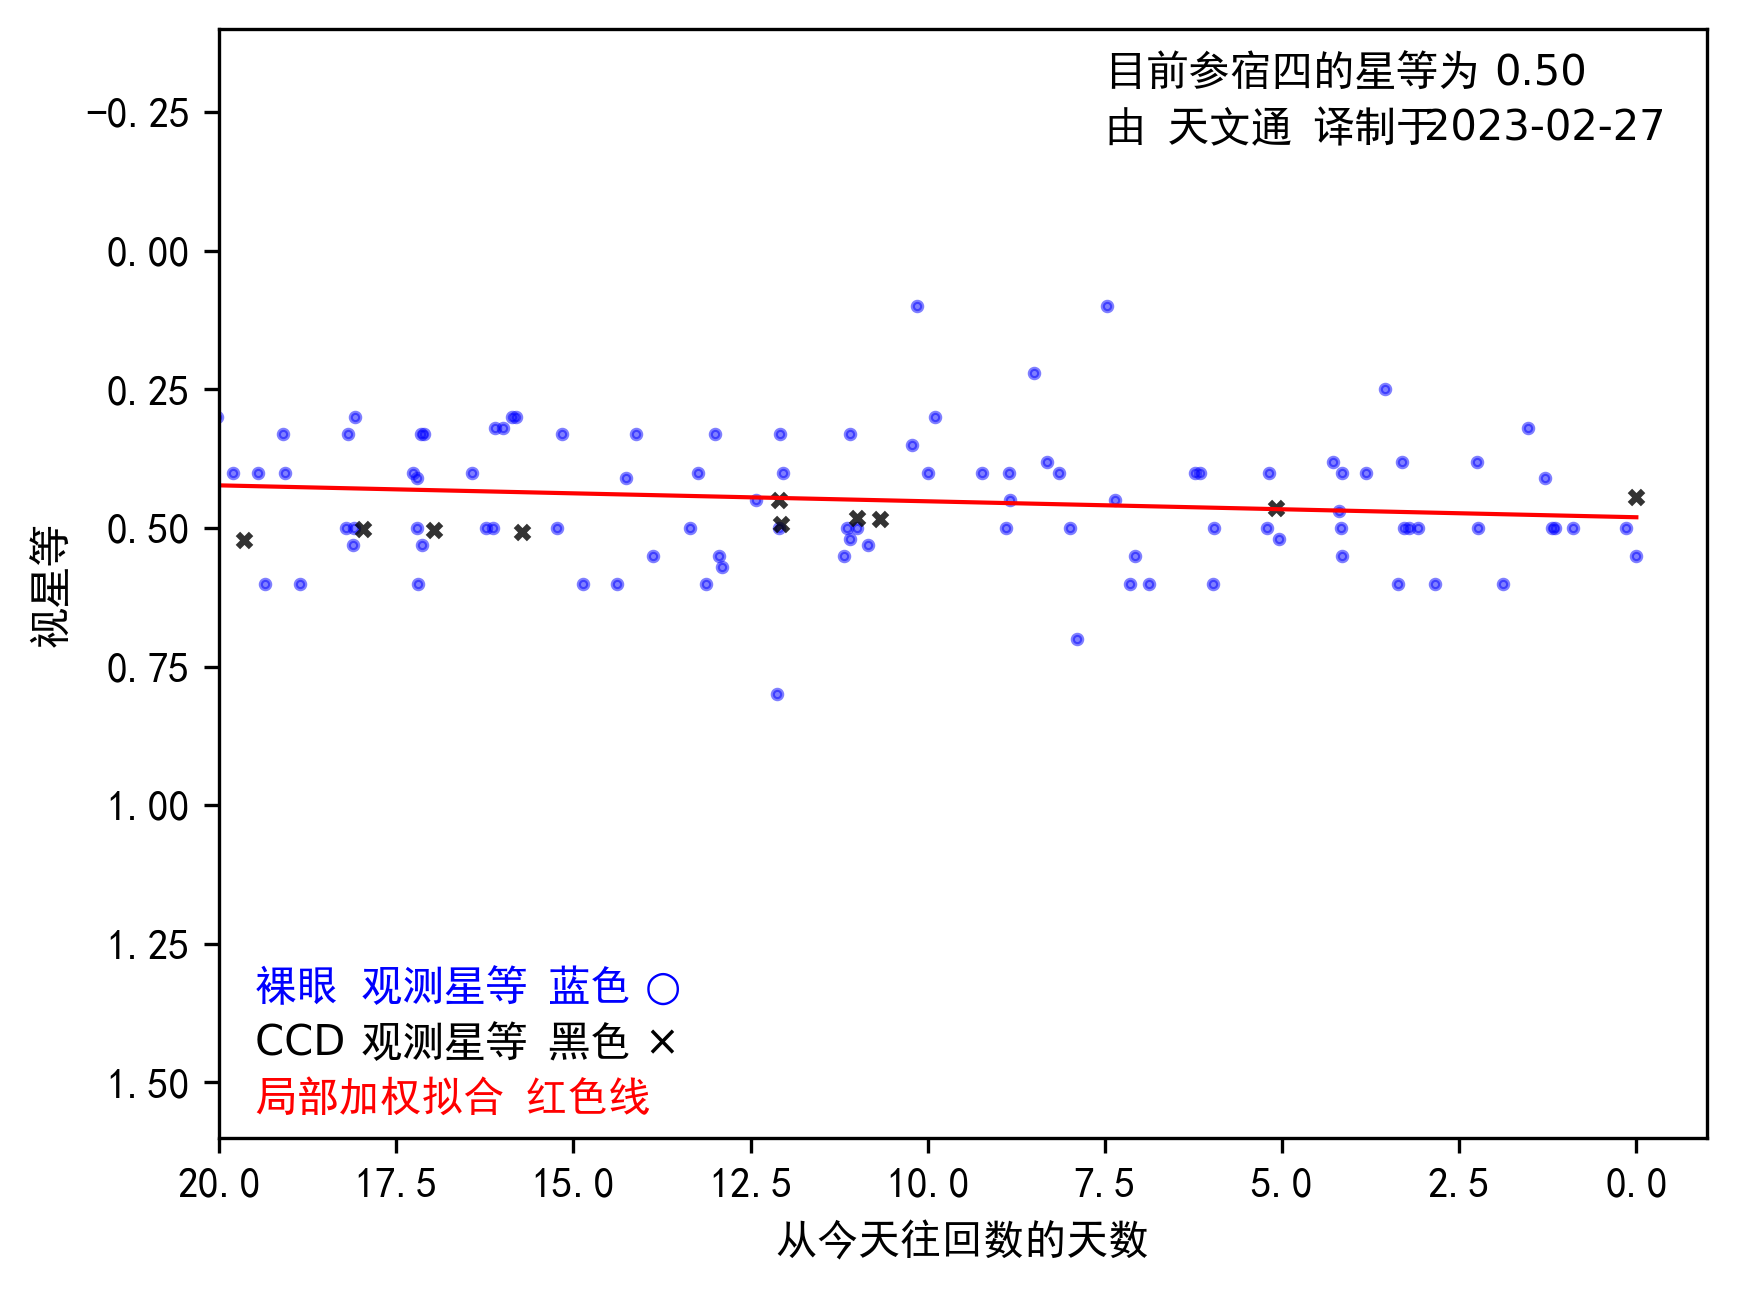 目前参宿四的星等为 0.50
由 天文通 译制于2023-02-27
−0.25
0.00
0.25
0.50
0.75
1.00
1.25
1.50
视星等
裸眼 观测星等 蓝色 ○
CCD 观测星等 黑色 ×
局部加权拟合 红色线
20.0 17.5 15.0 12.5 10.0 7.5 5.0 2.5 0.0
从今天往回数的天数